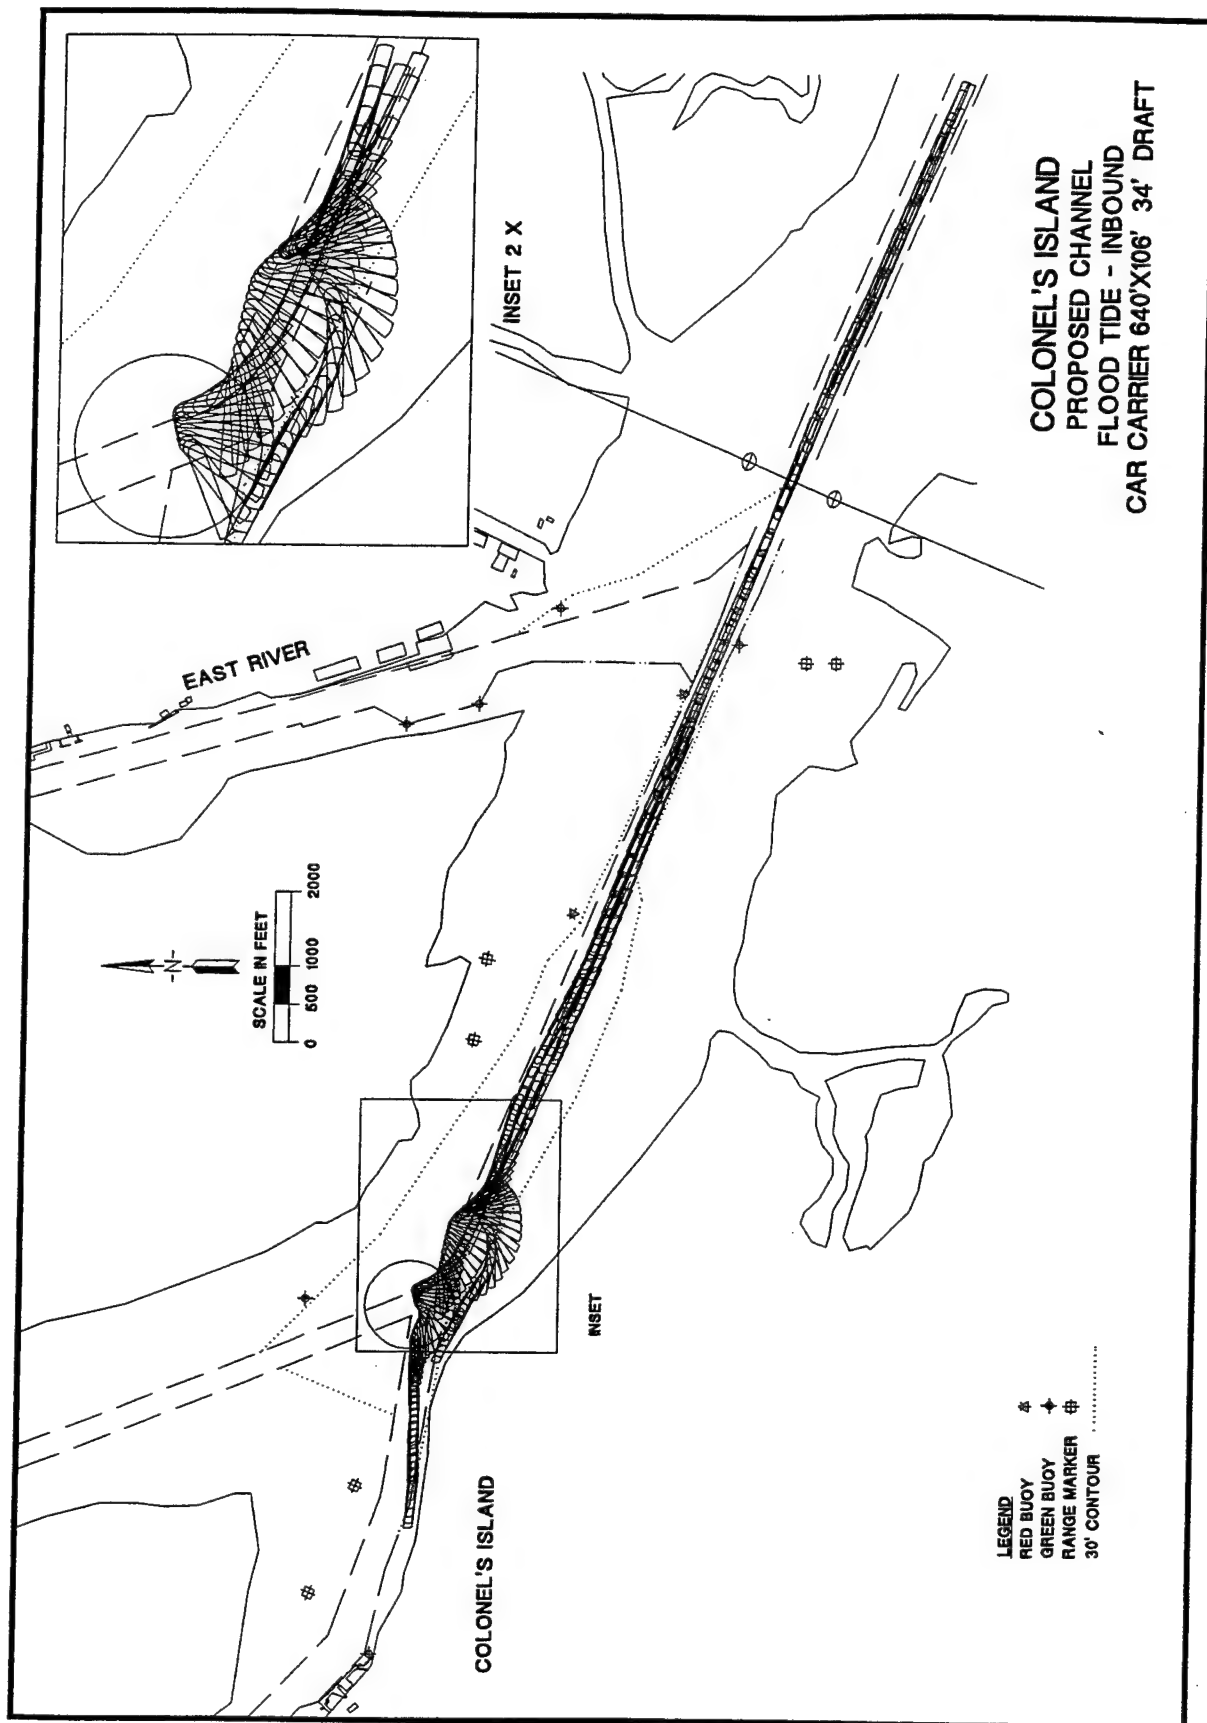 INSET 2 X
EAST RIVER
-N-
SCALE IN FEET
0 500 1000 2000
INSET
COLONEL'S ISLAND
COLONEL'S ISLAND
PROPOSED CHANNEL
FLOOD TIDE - INBOUND
CAR CARRIER 640'X106' 34' DRAFT
LEGEND
RED BUOY
GREEN BUOY
RANGE MARKER
30' CONTOUR